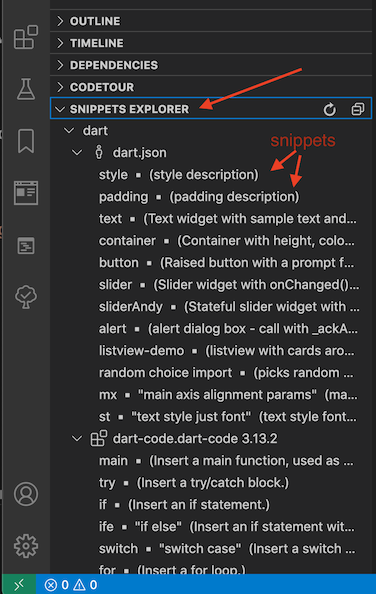 OUTLINE
TIMELINE
DEPENDENCIES
CODETOUR
SNIPPETS EXPLORER
dart
snippets
dart.json
style ▪ (style description)
padding ▪ (padding description)
text ▪ (Text widget with sample text and...
container ▪ (Container with height, colo...
button ▪ (Raised button with a prompt f...
slider ▪ (Slider widget with onChanged()...
sliderAndy ▪ (Stateful slider widget with ...
alert ▪ (alert dialog box - call with _ackA...
listview-demo ▪ (listview with cards aro...
random choice import ▪ (picks random ...
mx ▪ "main axis alignment params" (ma...
st ▪ "text style just font" (text style font...
dart-code.dart-code 3.13.2
main ▪ (Insert a main function, used as ...
try ▪ (Insert a try/catch block.)
if ▪ (Insert an if statement.)
ife ▪ "if else" (Insert an if statement wit...
switch ▪ "switch case" (Insert a switch ...
for ▪ (Insert a for loop.)
0 0